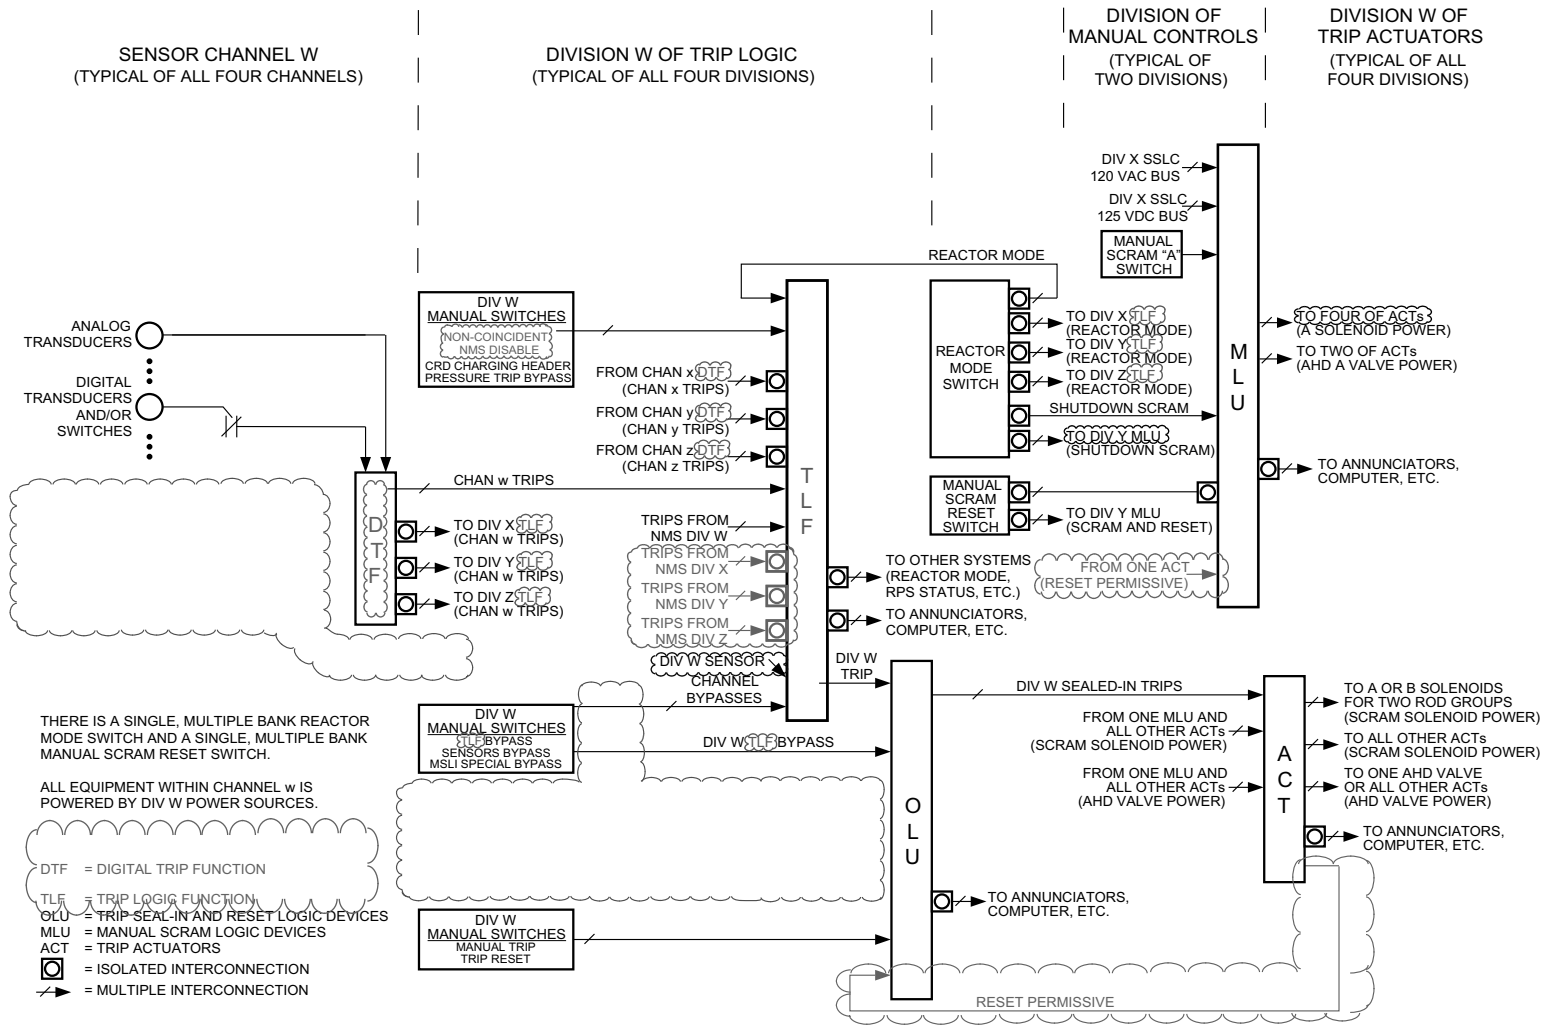 SENSOR CHANNEL W
(TYPICAL OF ALL FOUR CHANNELS)
DIVISION W OF TRIP LOGIC
(TYPICAL OF ALL FOUR DIVISIONS)
DIVISION OF
MANUAL CONTROLS
(TYPICAL OF
TWO DIVISIONS)
DIVISION W OF
TRIP ACTUATORS
(TYPICAL OF ALL
FOUR DIVISIONS)
ANALOG
TRANSDUCERS
DIGITAL
TRANSDUCERS
AND/OR
SWITCHES
D
T
F
CHAN w TRIPS
TO DIV X TLF
(CHAN w TRIPS)
TO DIV Y TLF
(CHAN w TRIPS)
TO DIV Z TLF
(CHAN w TRIPS)
DIV W
MANUAL SWITCHES
NON-COINCIDENT
NMS DISABLE
CRD CHARGING HEADER
PRESSURE TRIP BYPASS
FROM CHAN x DTF
(CHAN x TRIPS)
FROM CHAN y DTF
(CHAN y TRIPS)
FROM CHAN z DTF
(CHAN z TRIPS)
TRIPS FROM
NMS DIV W
TRIPS FROM
NMS DIV X
TRIPS FROM
NMS DIV Y
TRIPS FROM
NMS DIV Z
DIV W SENSOR
CHANNEL
BYPASSES
T
L
F
REACTOR MODE
TO OTHER SYSTEMS
(REACTOR MODE,
RPS STATUS, ETC.)
TO ANNUNCIATORS,
COMPUTER, ETC.
DIV W
TRIP
REACTOR
MODE
SWITCH
TO DIV X TLF
(REACTOR MODE)
TO DIV Y TLF
(REACTOR MODE)
TO DIV Z TLF
(REACTOR MODE)
SHUTDOWN SCRAM
TO DIV Y MLU
(SHUTDOWN SCRAM)
MANUAL
SCRAM
RESET
SWITCH
TO DIV Y MLU
(SCRAM AND RESET)
FROM ONE ACT
(RESET PERMISSIVE)
DIV X SSLC
120 VAC BUS
DIV X SSLC
125 VDC BUS
MANUAL
SCRAM “A”
SWITCH
M
L
U
TO FOUR OF ACTs
(A SOLENOID POWER)
TO TWO OF ACTs
(AHD A VALVE POWER)
TO ANNUNCIATORS,
COMPUTER, ETC.
DIV W
MANUAL SWITCHES
TLF BYPASS
SENSORS BYPASS
MSLI SPECIAL BYPASS
DIV W TLF BYPASS
DIV W
MANUAL SWITCHES
MANUAL TRIP
TRIP RESET
O
L
U
DIV W SEALED-IN TRIPS
FROM ONE MLU AND
ALL OTHER ACTs
(SCRAM SOLENOID POWER)
FROM ONE MLU AND
ALL OTHER ACTs
(AHD VALVE POWER)
TO ANNUNCIATORS,
COMPUTER, ETC.
A
C
T
TO A OR B SOLENOIDS
FOR TWO ROD GROUPS
(SCRAM SOLENOID POWER)
TO ALL OTHER ACTs
(SCRAM SOLENOID POWER)
TO ONE AHD VALVE
OR ALL OTHER ACTs
(AHD VALVE POWER)
TO ANNUNCIATORS,
COMPUTER, ETC.
RESET PERMISSIVE
THERE IS A SINGLE, MULTIPLE BANK REACTOR
MODE SWITCH AND A SINGLE, MULTIPLE BANK
MANUAL SCRAM RESET SWITCH.
ALL EQUIPMENT WITHIN CHANNEL w IS
POWERED BY DIV W POWER SOURCES.
DTF = DIGITAL TRIP FUNCTION
TLF = TRIP LOGIC FUNCTION
OLU = TRIP SEAL-IN AND RESET LOGIC DEVICES
MLU = MANUAL SCRAM LOGIC DEVICES
ACT = TRIP ACTUATORS
= ISOLATED INTERCONNECTION
= MULTIPLE INTERCONNECTION